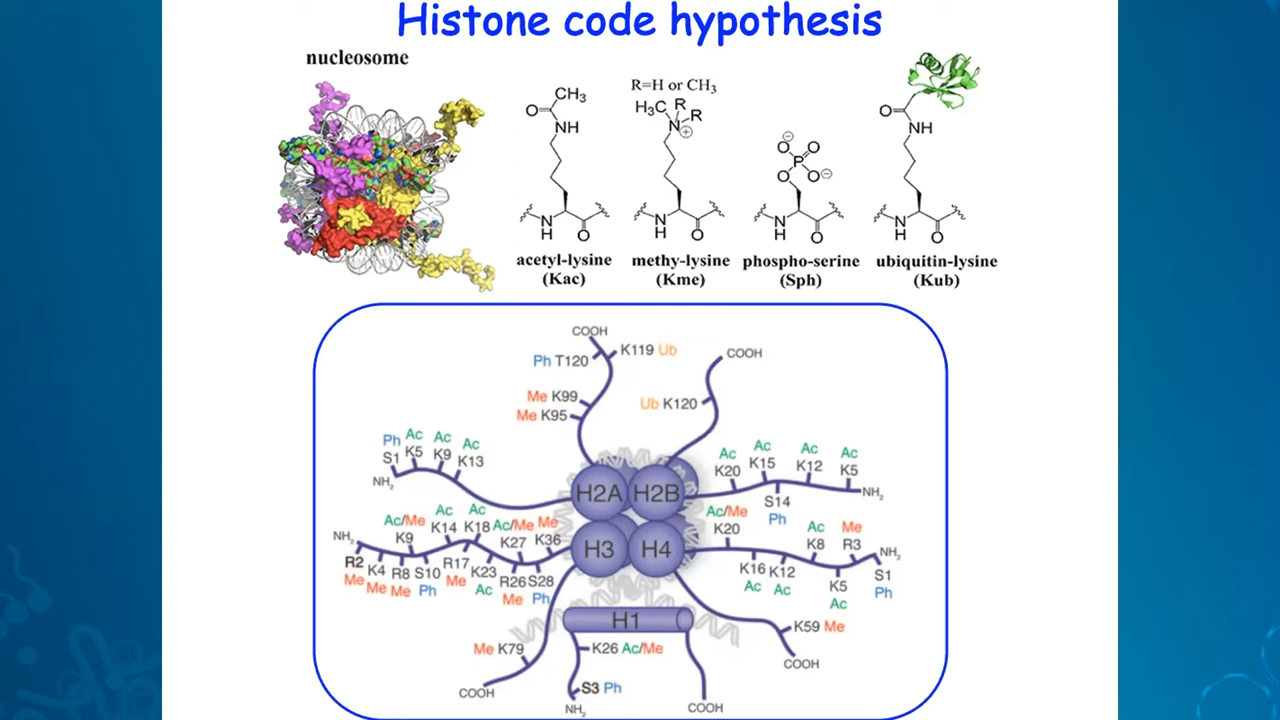 Histone code hypothesis
nucleosome
CH3
O
NH
N
H
O
acetyl-lysine
(Kac)
R=H or CH3
H3C R
N R
⊕
N
H
O
methy-lysine
(Kme)
⊖
O O
P
O O⊖
N
H
O
phospho-serine
(Sph)
O
NH
N
H
O
ubiquitin-lysine
(Kub)
COOH
Ph T120
K119 Ub
Me K99
Me K95
COOH
Ub K120
Ph Ac Ac Ac
S1 K5 K9 K13
NH2
Ac Ac Ac Ac
K20 K15 K12 K5
S14
Ph
NH2
H2A H2B
H3 H4
Ac/Me Ac Ac Ac/Me Me
K9 K14 K18 K27 K36
NH2
R2 K4 R8 S10 R17 K23 R26 S28
Me Me Me Ph Me Ac Me Ph
Ac/Me Ac Me
K20 K8 R3
NH2
K16 K12 K5 S1
Ac Ac Ac Ph
H1
Me K79
COOH
K26 Ac/Me
S3 Ph
NH2
COOH
K59 Me
COOH